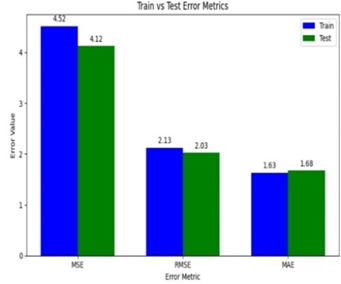 Train vs Test Error Metrics
4.52
Train
Test
4.12
4
3
Error Value
2.13
2.03
2
1.63
1.68
1
0
MSE
RMSE
MAE
Error Metric